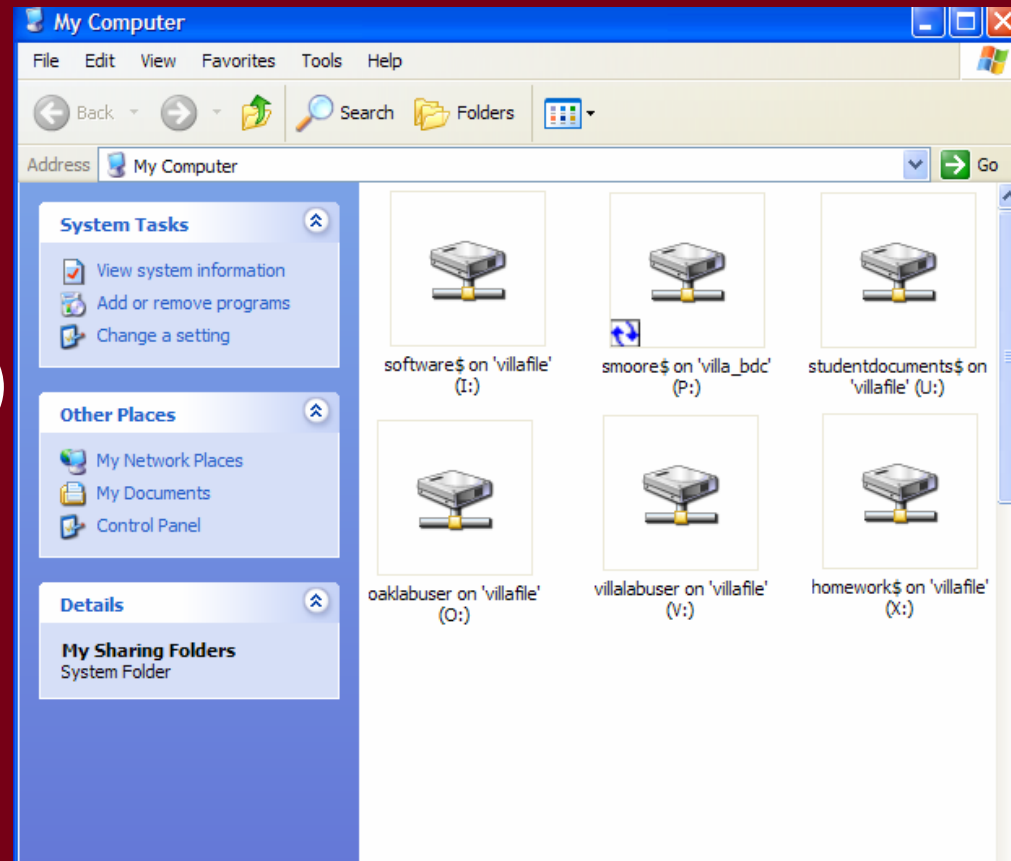 My Computer
File Edit View Favorites Tools Help
Back Search Folders
Address My Computer Go
System Tasks
View system information
Add or remove programs
Change a setting
Other Places
My Network Places
My Documents
Control Panel
Details
My Sharing Folders
System Folder
software$ on 'villafile'
(I:)
smoore$ on 'villa_bdc'
(P:)
studentdocuments$ on
'villafile' (U:)
oaklabuser on 'villafile'
(O:)
villalabuser on 'villafile'
(V:)
homework$ on 'villafile'
(X:)